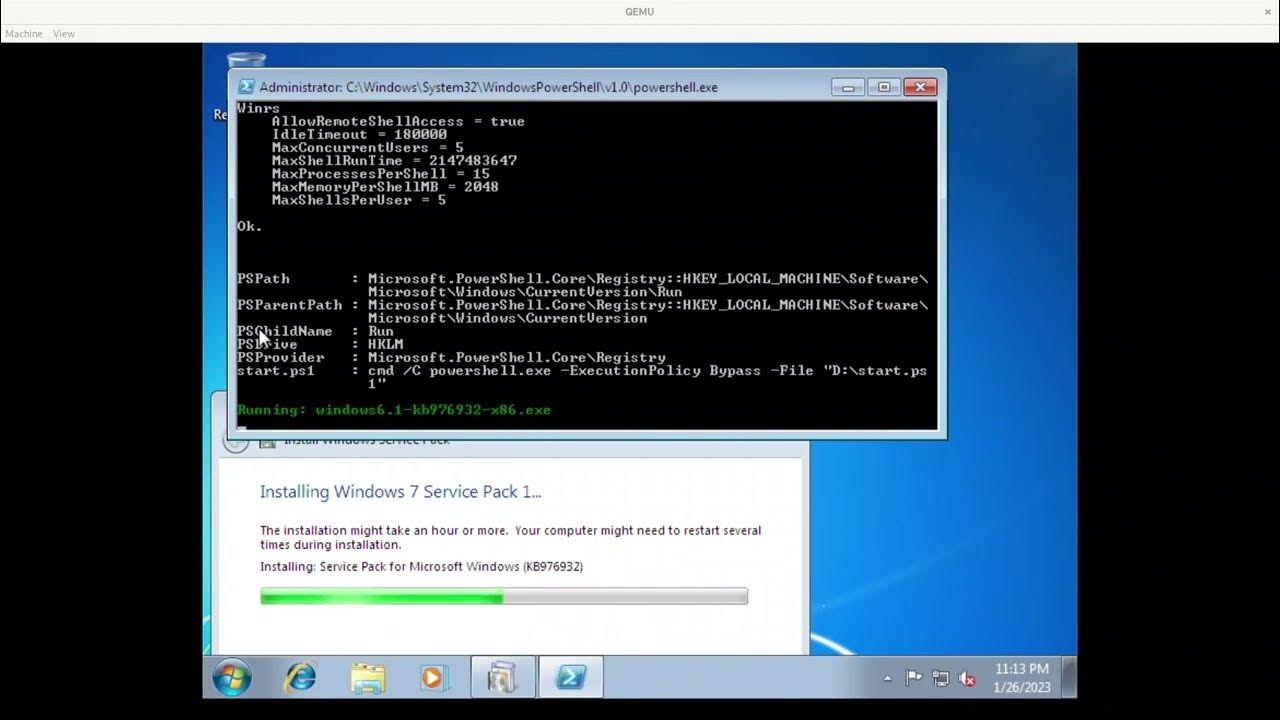 QEMU
Machine View
Re
Administrator: C:\Windows\System32\WindowsPowerShell\v1.0\powershell.exe
Winrs
AllowRemoteShellAccess = true
IdleTimeout = 180000
MaxConcurrentUsers = 5
MaxShellRunTime = 2147483647
MaxProcessesPerShell = 15
MaxMemoryPerShellMB = 2048
MaxShellsPerUser = 5
Ok.
PSPath : Microsoft.PowerShell.Core\Registry::HKEY_LOCAL_MACHINE\Software\
Microsoft\Windows\CurrentVersion\Run
PSParentPath : Microsoft.PowerShell.Core\Registry::HKEY_LOCAL_MACHINE\Software\
Microsoft\Windows\CurrentVersion
PSChildName : Run
PSDrive : HKLM
PSProvider : Microsoft.PowerShell.Core\Registry
start.ps1 : cmd /C powershell.exe -ExecutionPolicy Bypass -File "D:\start.ps
1"
Running: windows6.1-kb976932-x86.exe
Install Windows Service Pack
Installing Windows 7 Service Pack 1...
The installation might take an hour or more. Your computer might need to restart several
times during installation.
Installing: Service Pack for Microsoft Windows (KB976932)
11:13 PM
1/26/2023